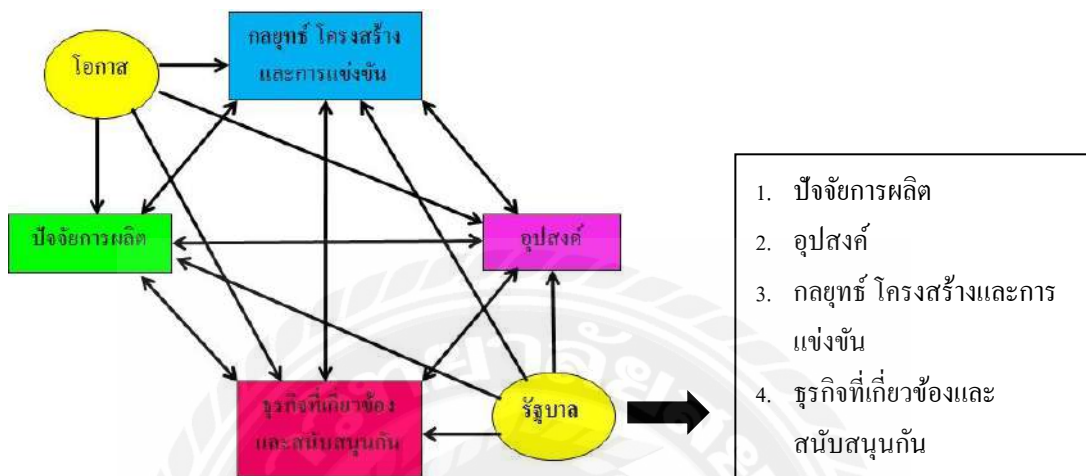 กลยุทธ์ โครงสร้าง
และการแข่งขัน
โอกาส
ปัจจัยการผลิต
อุปสงค์
ธุรกิจที่เกี่ยวข้อง
และสนับสนุนกัน
รัฐบาล
1. ปัจจัยการผลิต
2. อุปสงค์
3. กลยุทธ์ โครงสร้างและการ
แข่งขัน
4. ธุรกิจที่เกี่ยวข้องและ
สนับสนุนกัน